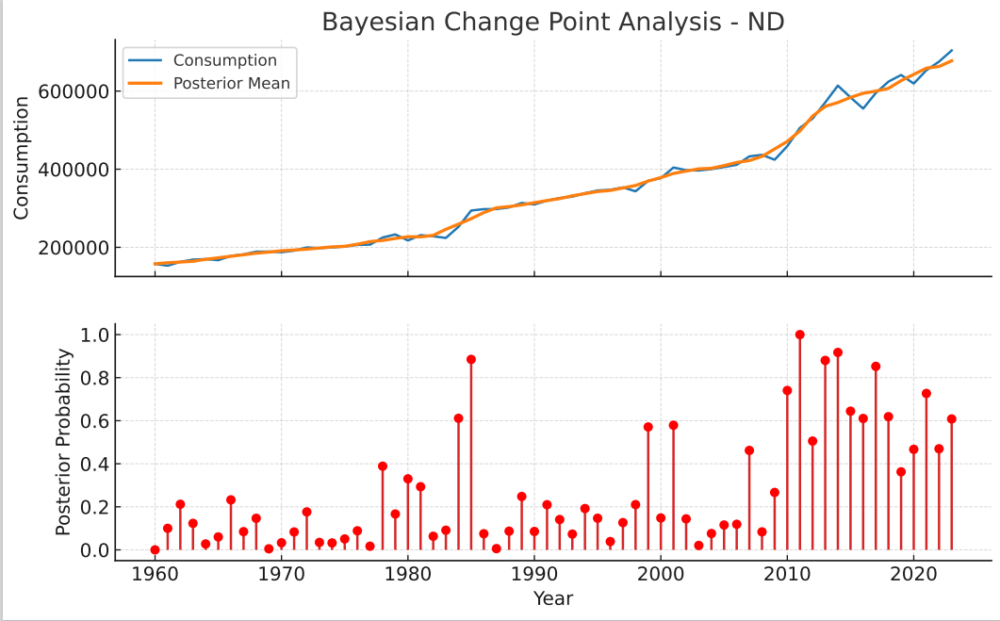 Bayesian Change Point Analysis - ND
Consumption
Posterior Mean
Consumption
600000
400000
200000
Posterior Probability
1.0
0.8
0.6
0.4
0.2
0.0
1960 1970 1980 1990 2000 2010 2020
Year